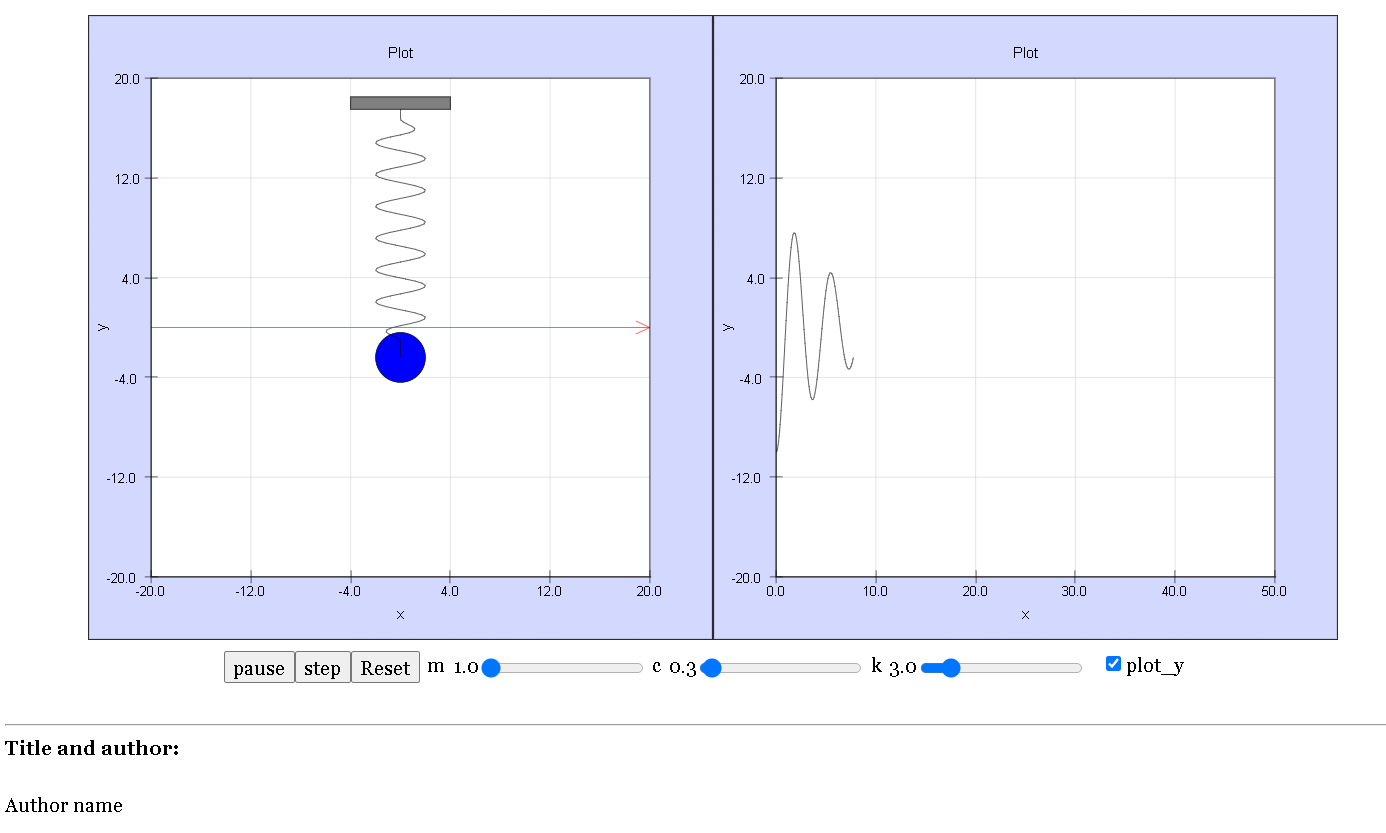 Plot
20.0
12.0
4.0
-4.0
-12.0
-20.0
y
-20.0 -12.0 -4.0 4.0 12.0 20.0
x
Plot
20.0
12.0
4.0
-4.0
-12.0
-20.0
y
0.0 10.0 20.0 30.0 40.0 50.0
x
pause step Reset m 1.0 c 0.3 k 3.0 plot_y
Title and author:
Author name